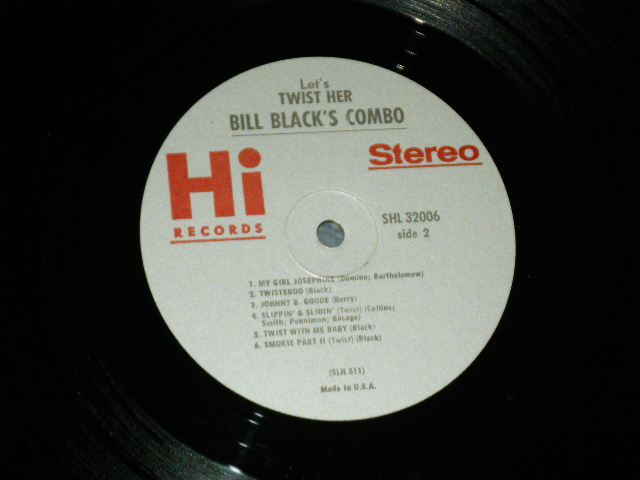 Let's
TWIST HER
BILL BLACK'S COMBO
Hi
RECORDS
Stereo
SHL 32006
side 2
1. MY GIRL JOSEPHINE (Domino; Bartholomew)
2. TWISTEROO (Black)
3. JOHNNY B. GOODE (Berry)
4. SLIPPIN' & SLIDIN' (Twist) (Collins;
Smith; Penniman; Bocage)
5. TWIST WITH ME BABY (Black)
6. SMOKIE PART II (Twist) (Black)
(SLH 511)
Made in U.S.A.